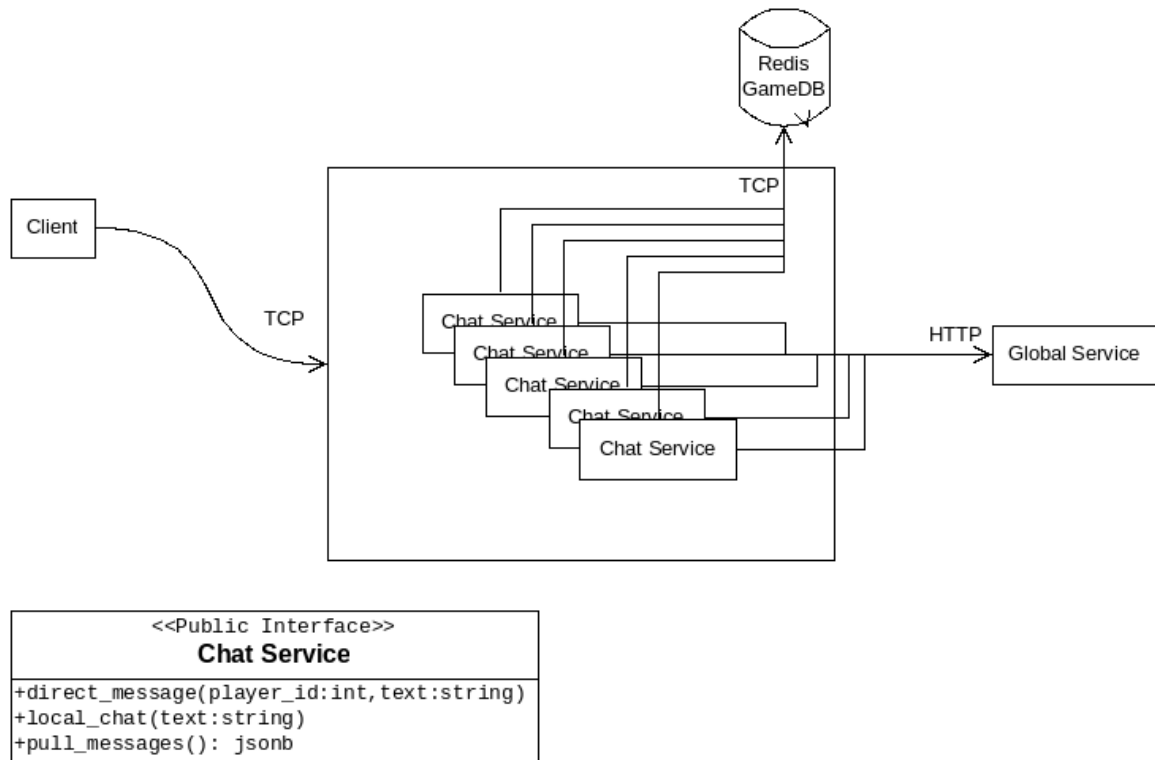 Redis
GameDB
TCP
Client
TCP
Chat Service
Chat Service
Chat Service
Chat Service
Chat Service
HTTP
Global Service
<<Public Interface>>
Chat Service
+direct_message(player_id:int,text:string)
+local_chat(text:string)
+pull_messages(): jsonb